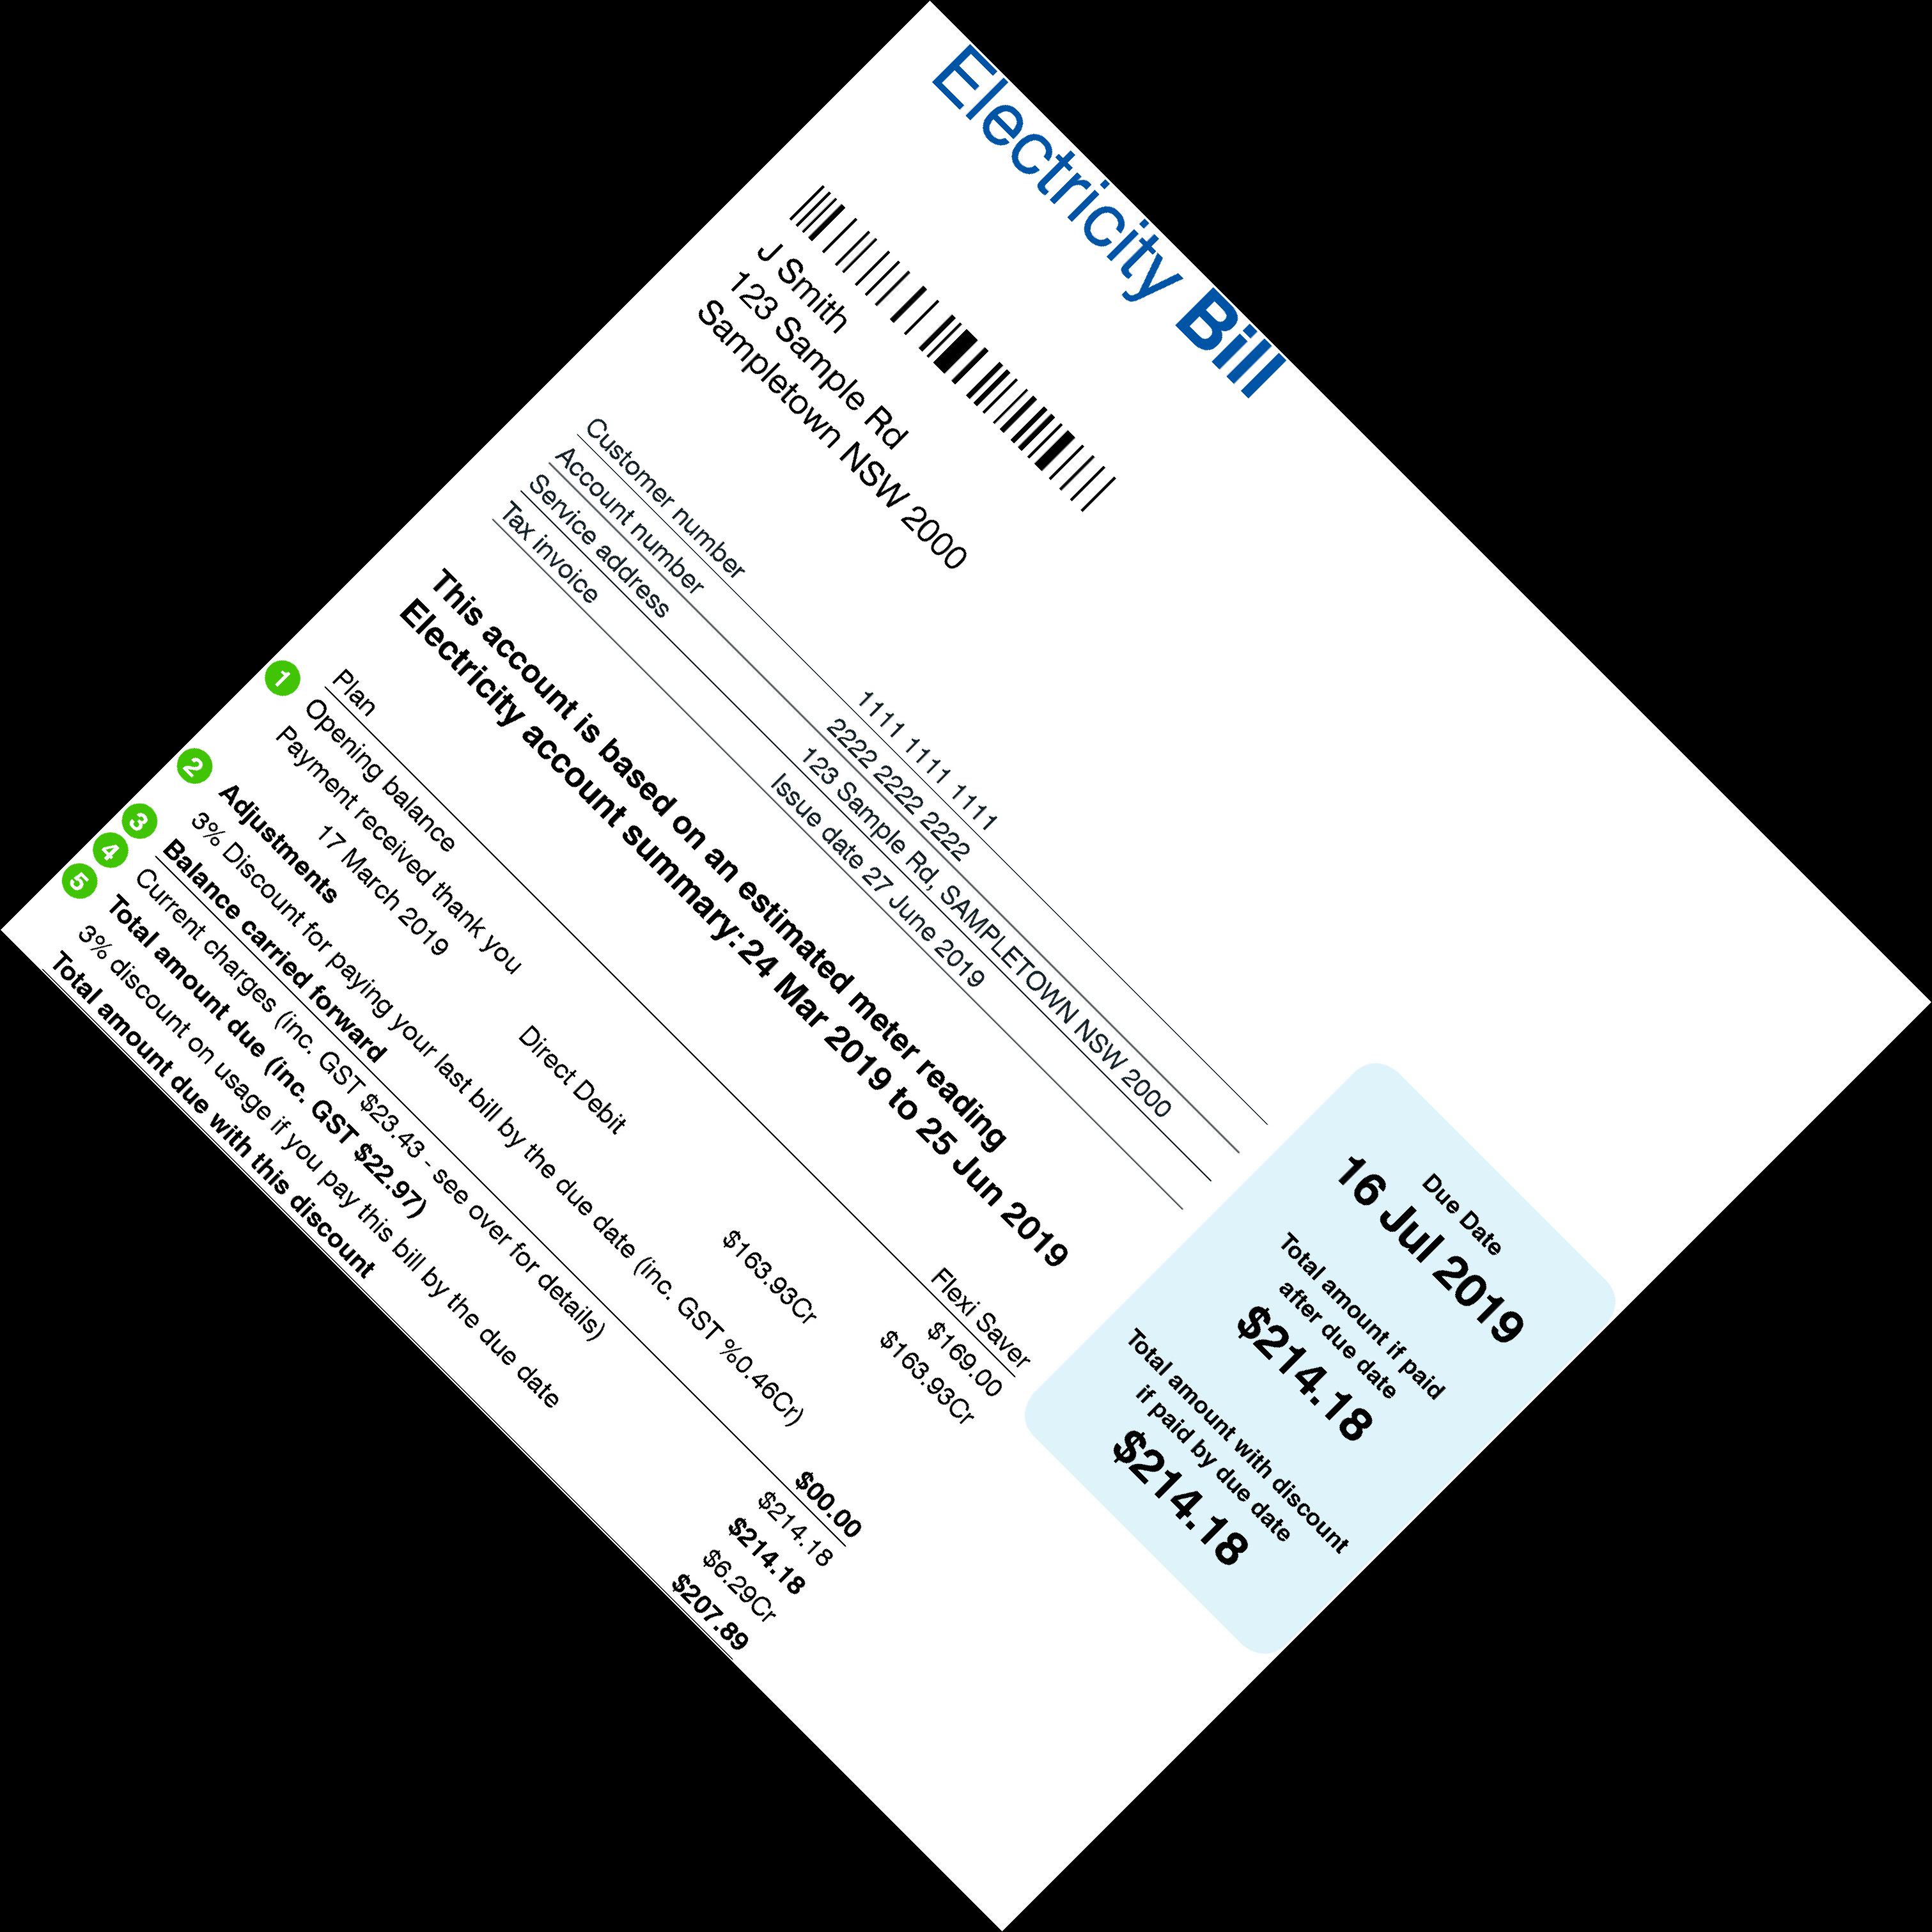 Electricity Bill
J Smith
123 Sample Rd
Sampletown NSW 2000
Customer number 1111 1111 1111
Account number 2222 2222 2222
Service address 123 Sample Rd, SAMPLETOWN NSW 2000
Tax invoice Issue date 27 June 2019
Due Date
16 Jul 2019
Total amount if paid
after due date
$214.18
Total amount with discount
if paid by due date
$214.18
This account is based on an estimated meter reading
Electricity account summary: 24 Mar 2019 to 25 Jun 2019
Plan Flexi Saver
1 Opening balance $169.00
Payment received thank you $163.93Cr
17 March 2019 Direct Debit $163.93Cr
2 Adjustments
3% Discount for paying your last bill by the due date (inc. GST %0.46Cr)
3 Balance carried forward $00.00
4 Current charges (inc. GST $23.43 - see over for details) $214.18
5 Total amount due (inc. GST $22.97) $214.18
3% discount on usage if you pay this bill by the due date $6.29Cr
Total amount due with this discount $207.89